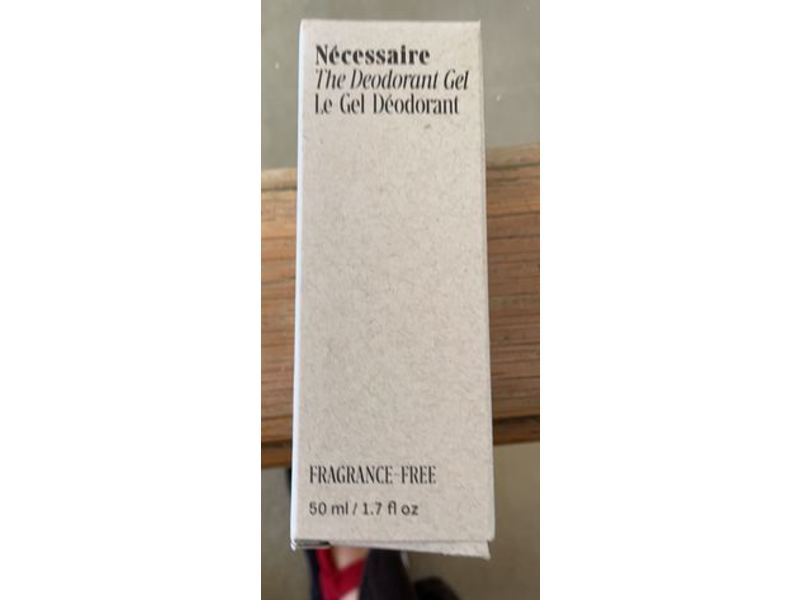 Nécessaire
The Deodorant Gel
Le Gel Déodorant
FRAGRANCE-FREE
50 ml / 1.7 fl oz